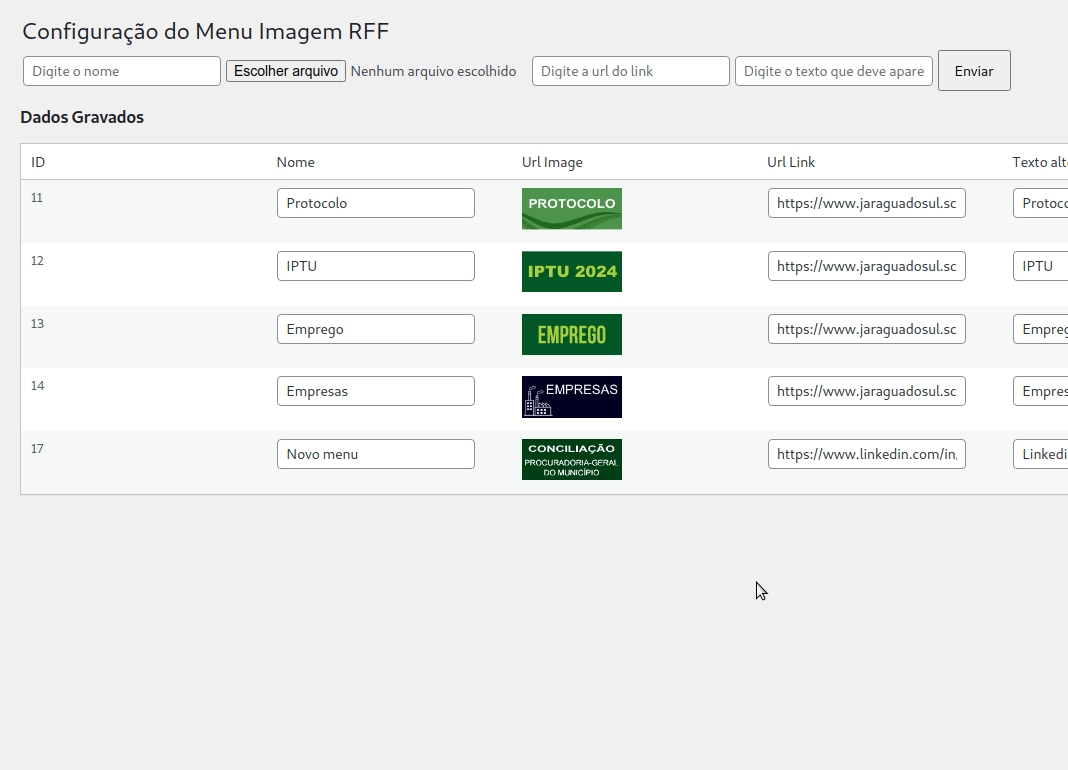 Configuração do Menu Imagem RFF
Digite o nome Escolher arquivo Nenhum arquivo escolhido Digite a url do link Digite o texto que deve apare Enviar
Dados Gravados
ID Nome Url Image Url Link Texto alt
11 Protocolo PROTOCOLO https://www.jaraguadosul.sc Protoco
12 IPTU IPTU 2024 https://www.jaraguadosul.sc IPTU
13 Emprego EMPREGO https://www.jaraguadosul.sc Empreg
14 Empresas EMPRESAS https://www.jaraguadosul.sc Empres
17 Novo menu CONCILIAÇÃO https://www.linkedin.com/in, Linkedi
PROCURADORIA-GERAL
DO MUNICÍPIO